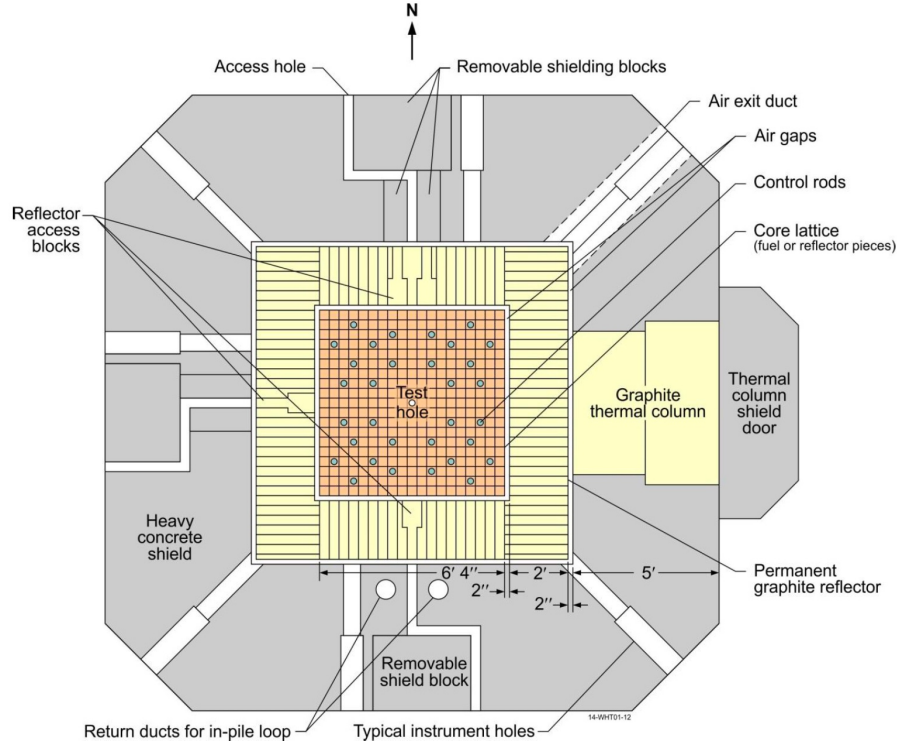 N
Access hole
Removable shielding blocks
Air exit duct
Air gaps
Control rods
Core lattice
(fuel or reflector pieces)
Reflector
access
blocks
Test
hole
Graphite
thermal column
Thermal
column
shield
door
Heavy
concrete
shield
6′ 4′′
2′
5′
2′′
2′′
Permanent
graphite reflector
Removable
shield block
14-WHT01-12
Return ducts for in-pile loop
Typical instrument holes